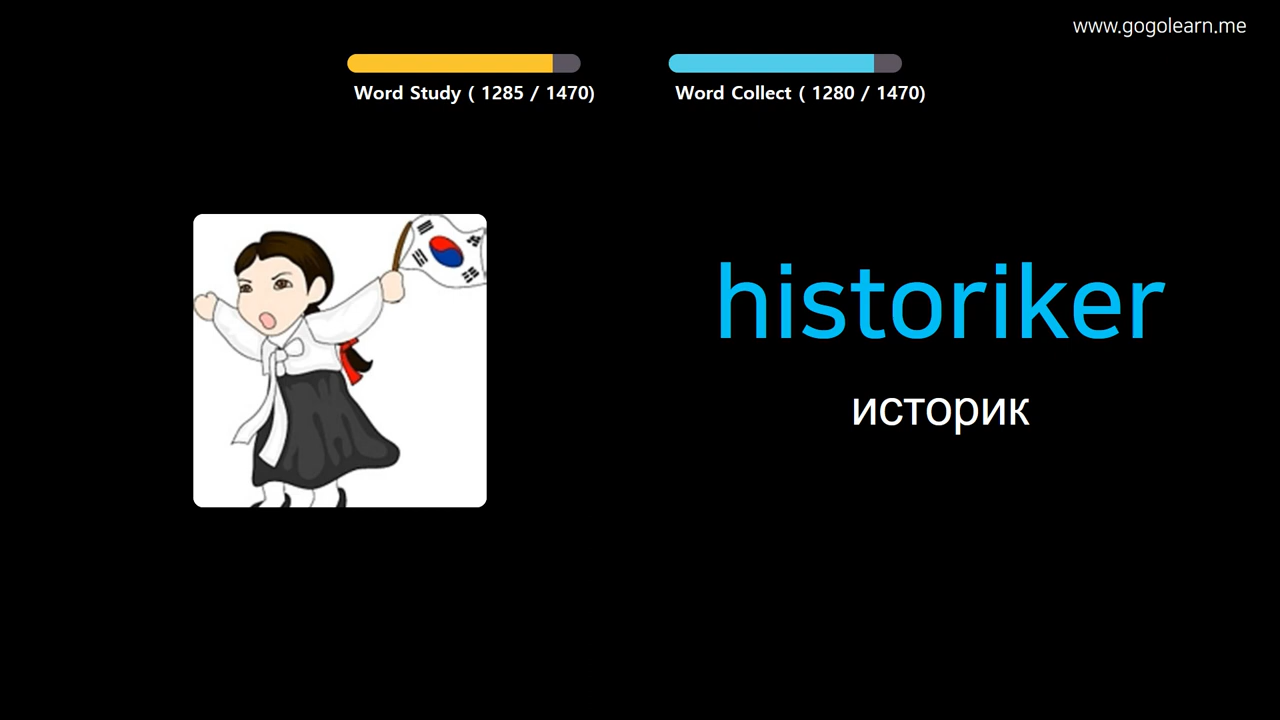 www.gogolearn.me
Word Study ( 1285 / 1470)
Word Collect ( 1280 / 1470)
historiker
историк